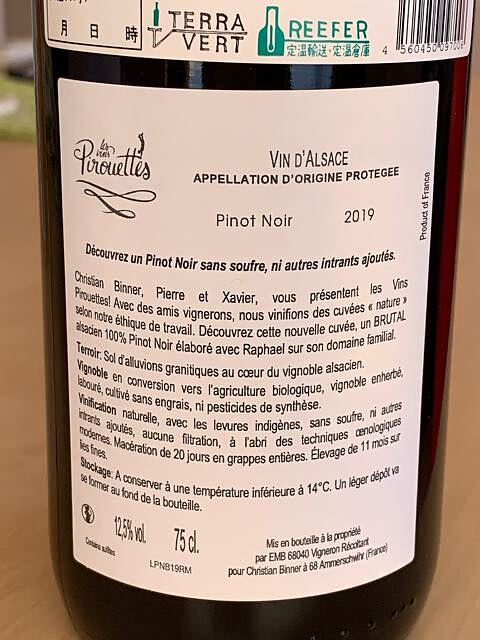 月 日 時
TERRA
VERT
REEFER
定温輸送・定温倉庫
4 560450 097006
les
vins
Pirouettes
VIN D'ALSACE
APPELLATION D'ORIGINE PROTEGEE
Pinot Noir 2019
Product of France
Découvrez un Pinot Noir sans soufre, ni autres intrants ajoutés.
Christian Binner, Pierre et Xavier, vous présentent les Vins
Pirouettes! Avec des amis vignerons, nous vinifions des cuvées « nature »
selon notre éthique de travail. Découvrez cette nouvelle cuvée, un BRUTAL
alsacien 100% Pinot Noir élaboré avec Raphael sur son domaine familial.
Terroir: Sol d'alluvions granitiques au cœur du vignoble alsacien.
Vignoble en conversion vers l'agriculture biologique, vignoble enherbé,
labouré, cultivé sans engrais, ni pesticides de synthèse.
Vinification naturelle, avec les levures indigènes, sans soufre, ni autres
intrants ajoutés, aucune filtration, à l'abri des techniques œnologiques
modernes. Macération de 20 jours en grappes entières. Élevage de 11 mois sur
lies fines.
Stockage: A conserver à une température inférieure à 14°C. Un léger dépôt va
se former au fond de la bouteille.
12,5% vol. 75 cl.
Contains sulfites
LPNB19RM
Mis en bouteille à la propriété
par EMB 68040 Vigneron Récoltant
pour Christian Binner à 68 Ammerschwihr (France)